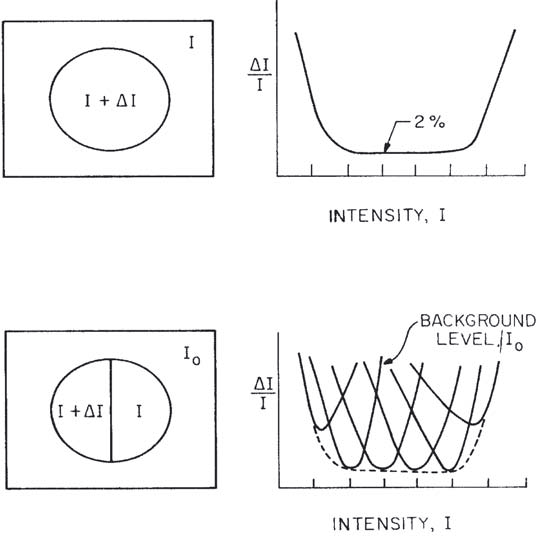 I
I + ΔI
ΔI
I
2 %
INTENSITY, I
I₀
I + ΔI
I
ΔI
I
BACKGROUND
LEVEL, I₀
INTENSITY, I